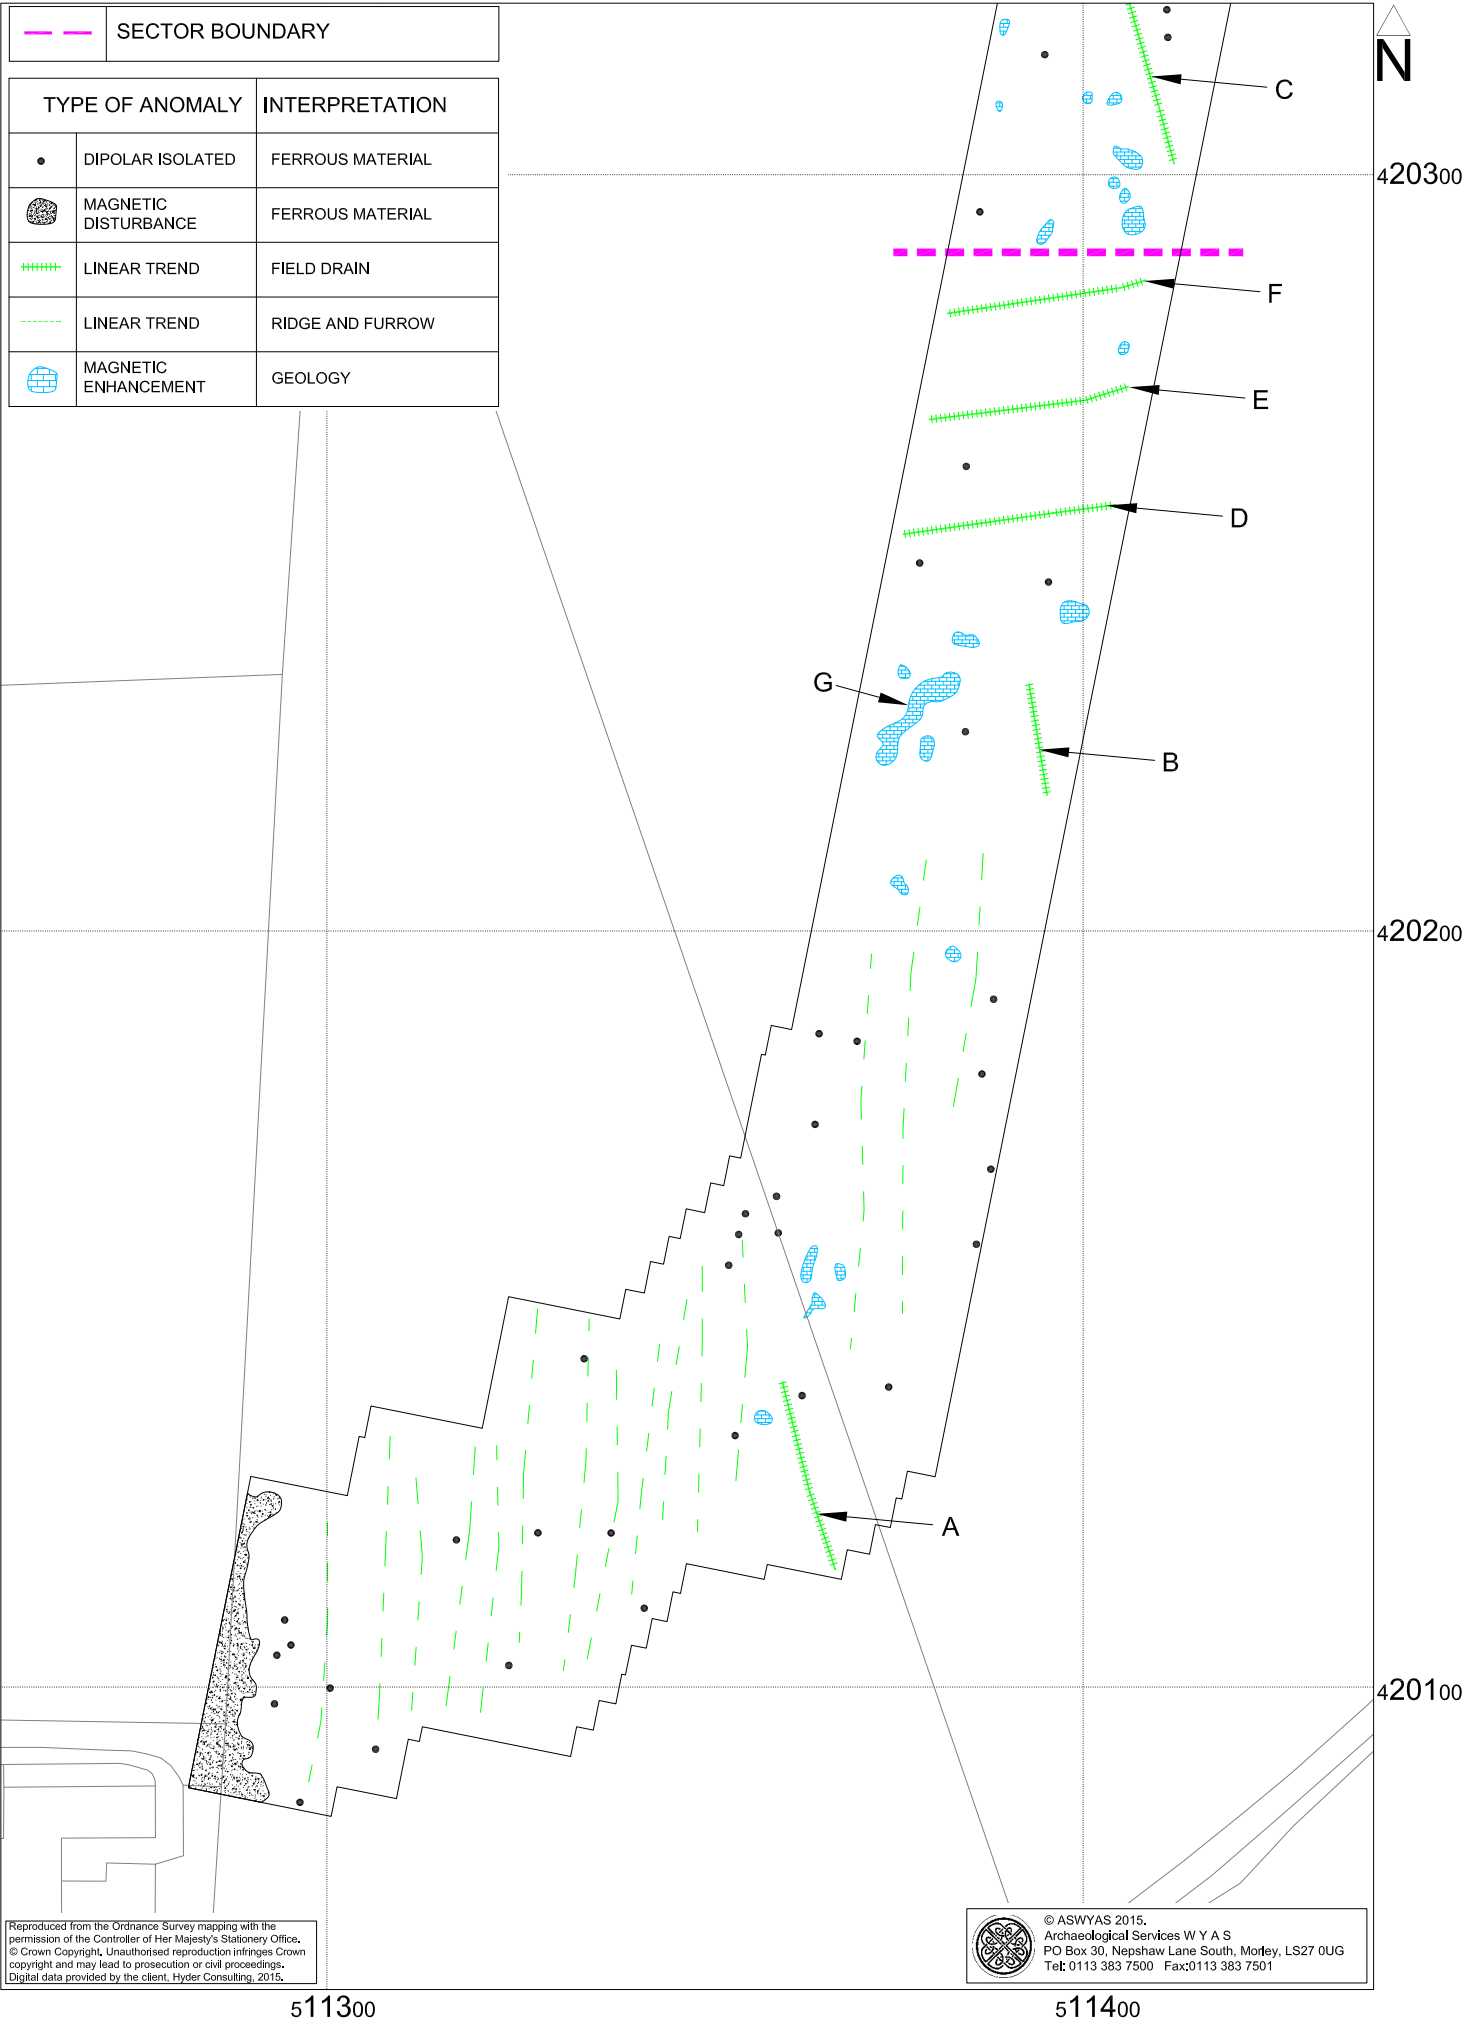 SECTOR BOUNDARY
TYPE OF ANOMALY INTERPRETATION
DIPOLAR ISOLATED FERROUS MATERIAL
MAGNETIC
DISTURBANCE
FERROUS MATERIAL
LINEAR TREND FIELD DRAIN
LINEAR TREND RIDGE AND FURROW
MAGNETIC
ENHANCEMENT
GEOLOGY
N
C
420300
F
E
D
G
B
420200
A
420100
Reproduced from the Ordnance Survey mapping with the
permission of the Controller of Her Majesty's Stationery Office.
© Crown Copyright. Unauthorised reproduction infringes Crown
copyright and may lead to prosecution or civil proceedings.
Digital data provided by the client, Hyder Consulting, 2015.
© ASWYAS 2015.
Archaeological Services W Y A S
PO Box 30, Nepshaw Lane South, Morley, LS27 0UG
Tel: 0113 383 7500 Fax:0113 383 7501
511300
511400